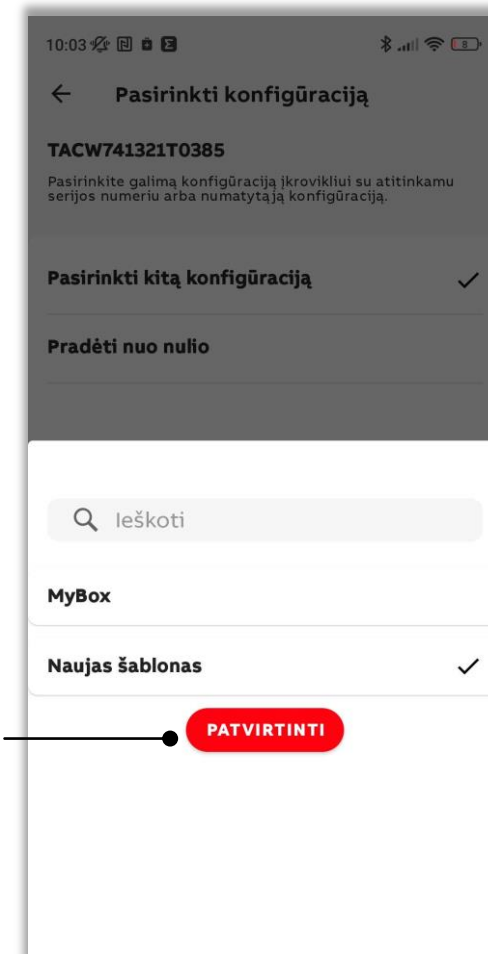 10:03
8
Pasirinkti konfigūraciją
TACW741321T0385
Pasirinkite galimą konfigūraciją įkrovikliui su atitinkamu
serijos numeriu arba numatytąją konfigūraciją.
Pasirinkti kitą konfigūraciją
Pradėti nuo nulio
Ieškoti
MyBox
Naujas šablonas
PATVIRTINTI